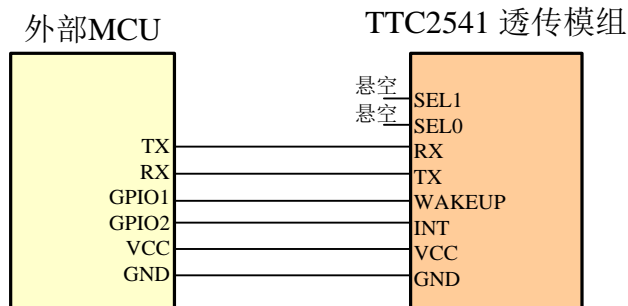 外部MCU
TTC2541 透传模组
悬空
SEL1
悬空
SEL0
TX
RX
RX
TX
GPIO1
WAKEUP
GPIO2
INT
VCC
VCC
GND
GND